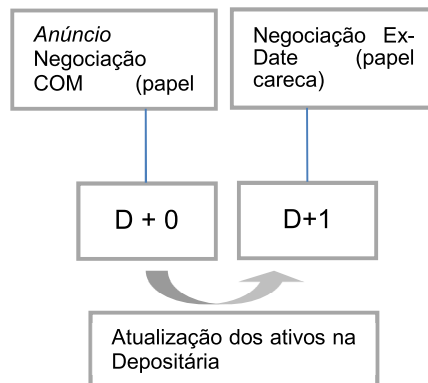 Anúncio
Negociação
COM (papel
Negociação Ex-
Date (papel
careca)
D + 0
D+1
Atualização dos ativos na
Depositária